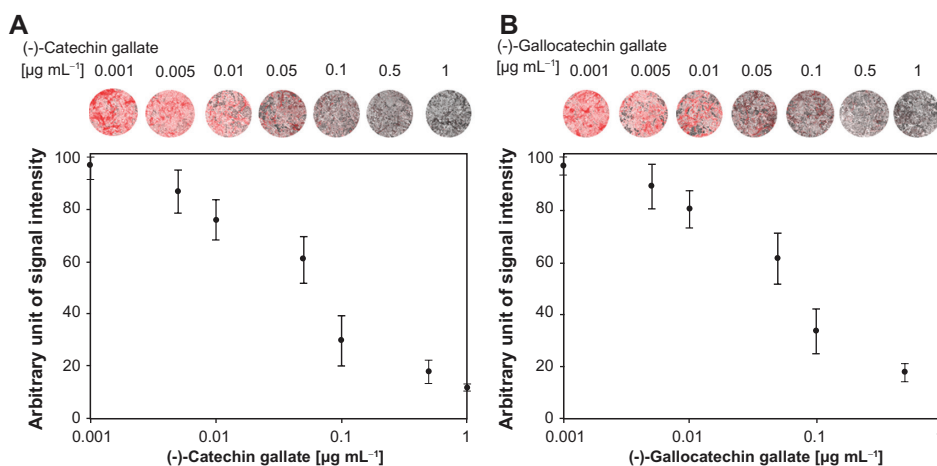 A
(-)-Catechin gallate
[µg mL⁻¹] 0.001 0.005 0.01 0.05 0.1 0.5 1
100
80
60
40
20
0
Arbitrary unit of signal intensity
0.001 0.01 0.1 1
(-)-Catechin gallate [µg mL⁻¹]
B
(-)-Gallocatechin gallate
[µg mL⁻¹] 0.001 0.005 0.01 0.05 0.1 0.5 1
100
80
60
40
20
0
Arbitrary unit of signal intensity
0.001 0.01 0.1 1
(-)-Gallocatechin gallate [µg mL⁻¹]